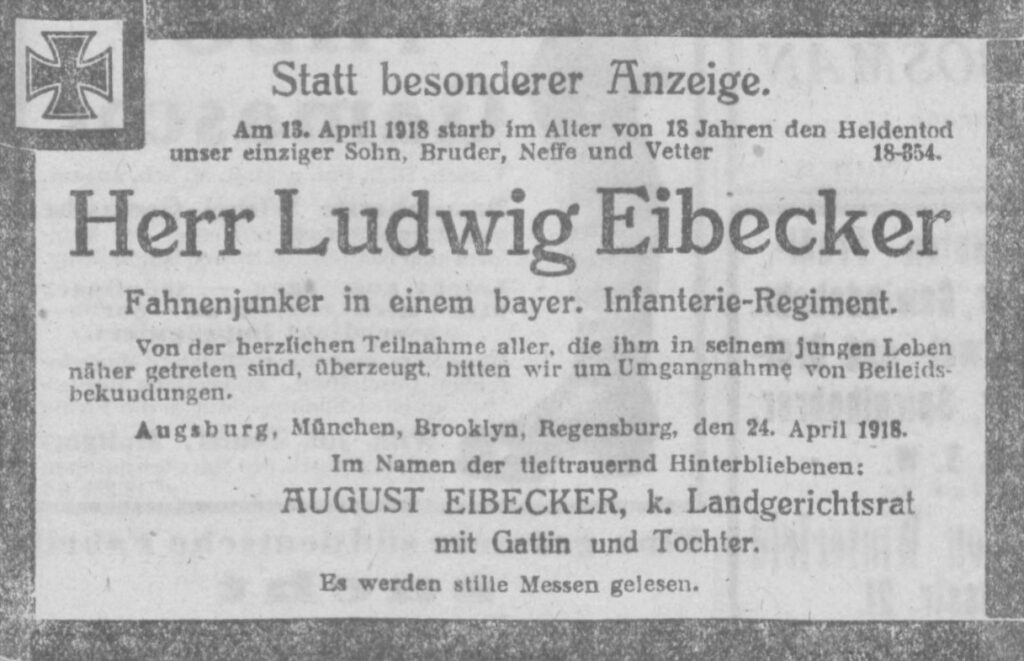 Statt besonderer Anzeige.
Am 13. April 1918 starb im Alter von 18 Jahren den Heldentod
unser einziger Sohn, Bruder, Neffe und Vetter 18-354.
Herr Ludwig Eibecker
Fahnenjunker in einem bayer. Infanterie-Regiment.
Von der herzlichen Teilnahme aller, die ihm in seinem jungen Leben
näher getreten sind, überzeugt, bitten wir um Umgangnahme von Beileids-
bekundungen.
Augsburg, München, Brooklyn, Regensburg, den 24. April 1918.
Im Namen der tieftrauernd Hinterbliebenen:
AUGUST EIBECKER, k. Landgerichtsrat
mit Gattin und Tochter.
Es werden stille Messen gelesen.